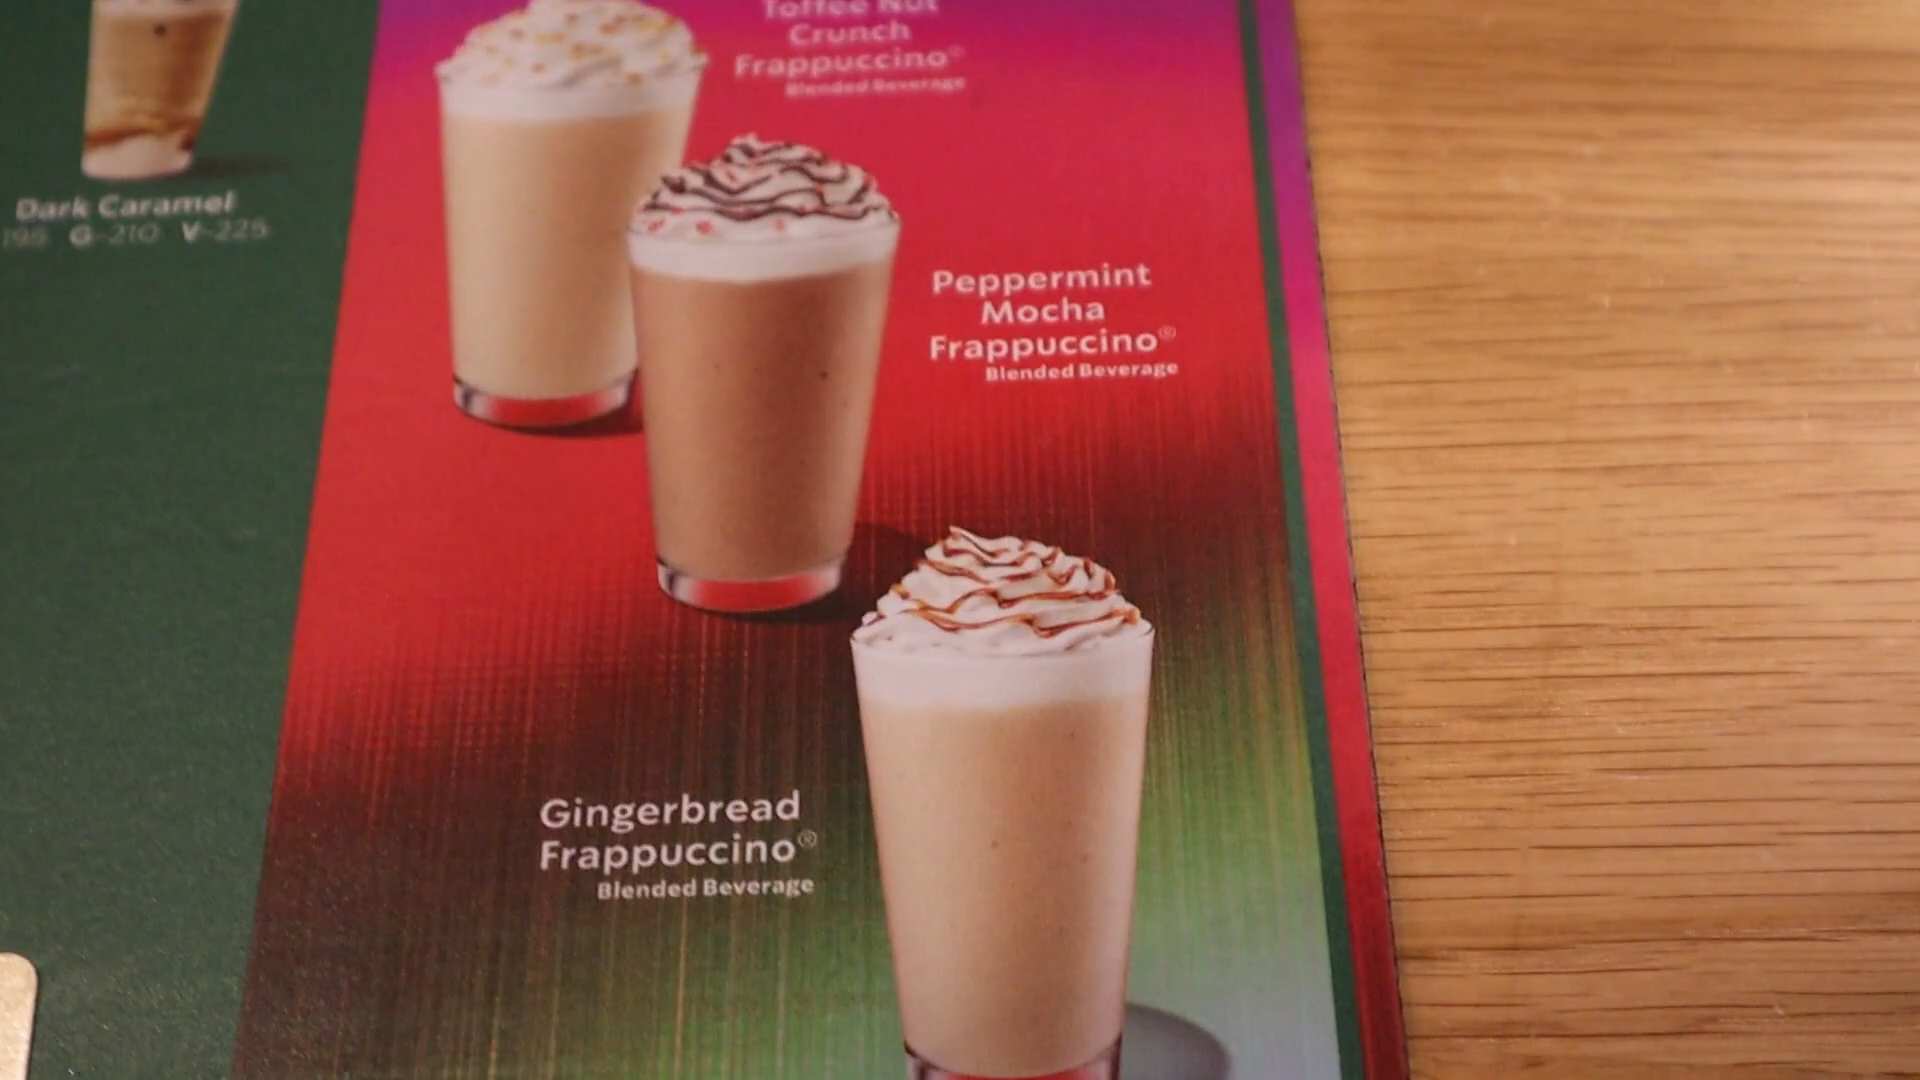 Toffee Nut
Crunch
Frappuccino®
Blended Beverage
Dark Caramel
195 G-210 V-225
Peppermint
Mocha
Frappuccino®
Blended Beverage
Gingerbread
Frappuccino®
Blended Beverage